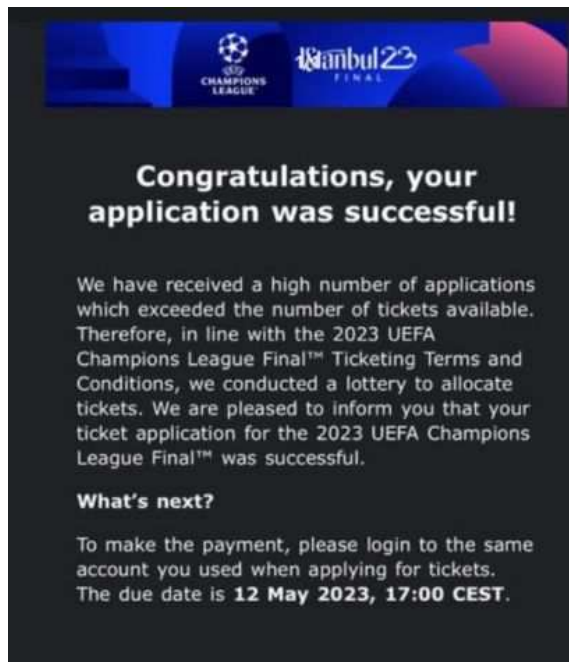 UEFA
CHAMPIONS
LEAGUE
Istanbul23
FINAL
Congratulations, your
application was successful!
We have received a high number of applications
which exceeded the number of tickets available.
Therefore, in line with the 2023 UEFA
Champions League Final™ Ticketing Terms and
Conditions, we conducted a lottery to allocate
tickets. We are pleased to inform you that your
ticket application for the 2023 UEFA Champions
League Final™ was successful.
What's next?
To make the payment, please login to the same
account you used when applying for tickets.
The due date is 12 May 2023, 17:00 CEST.